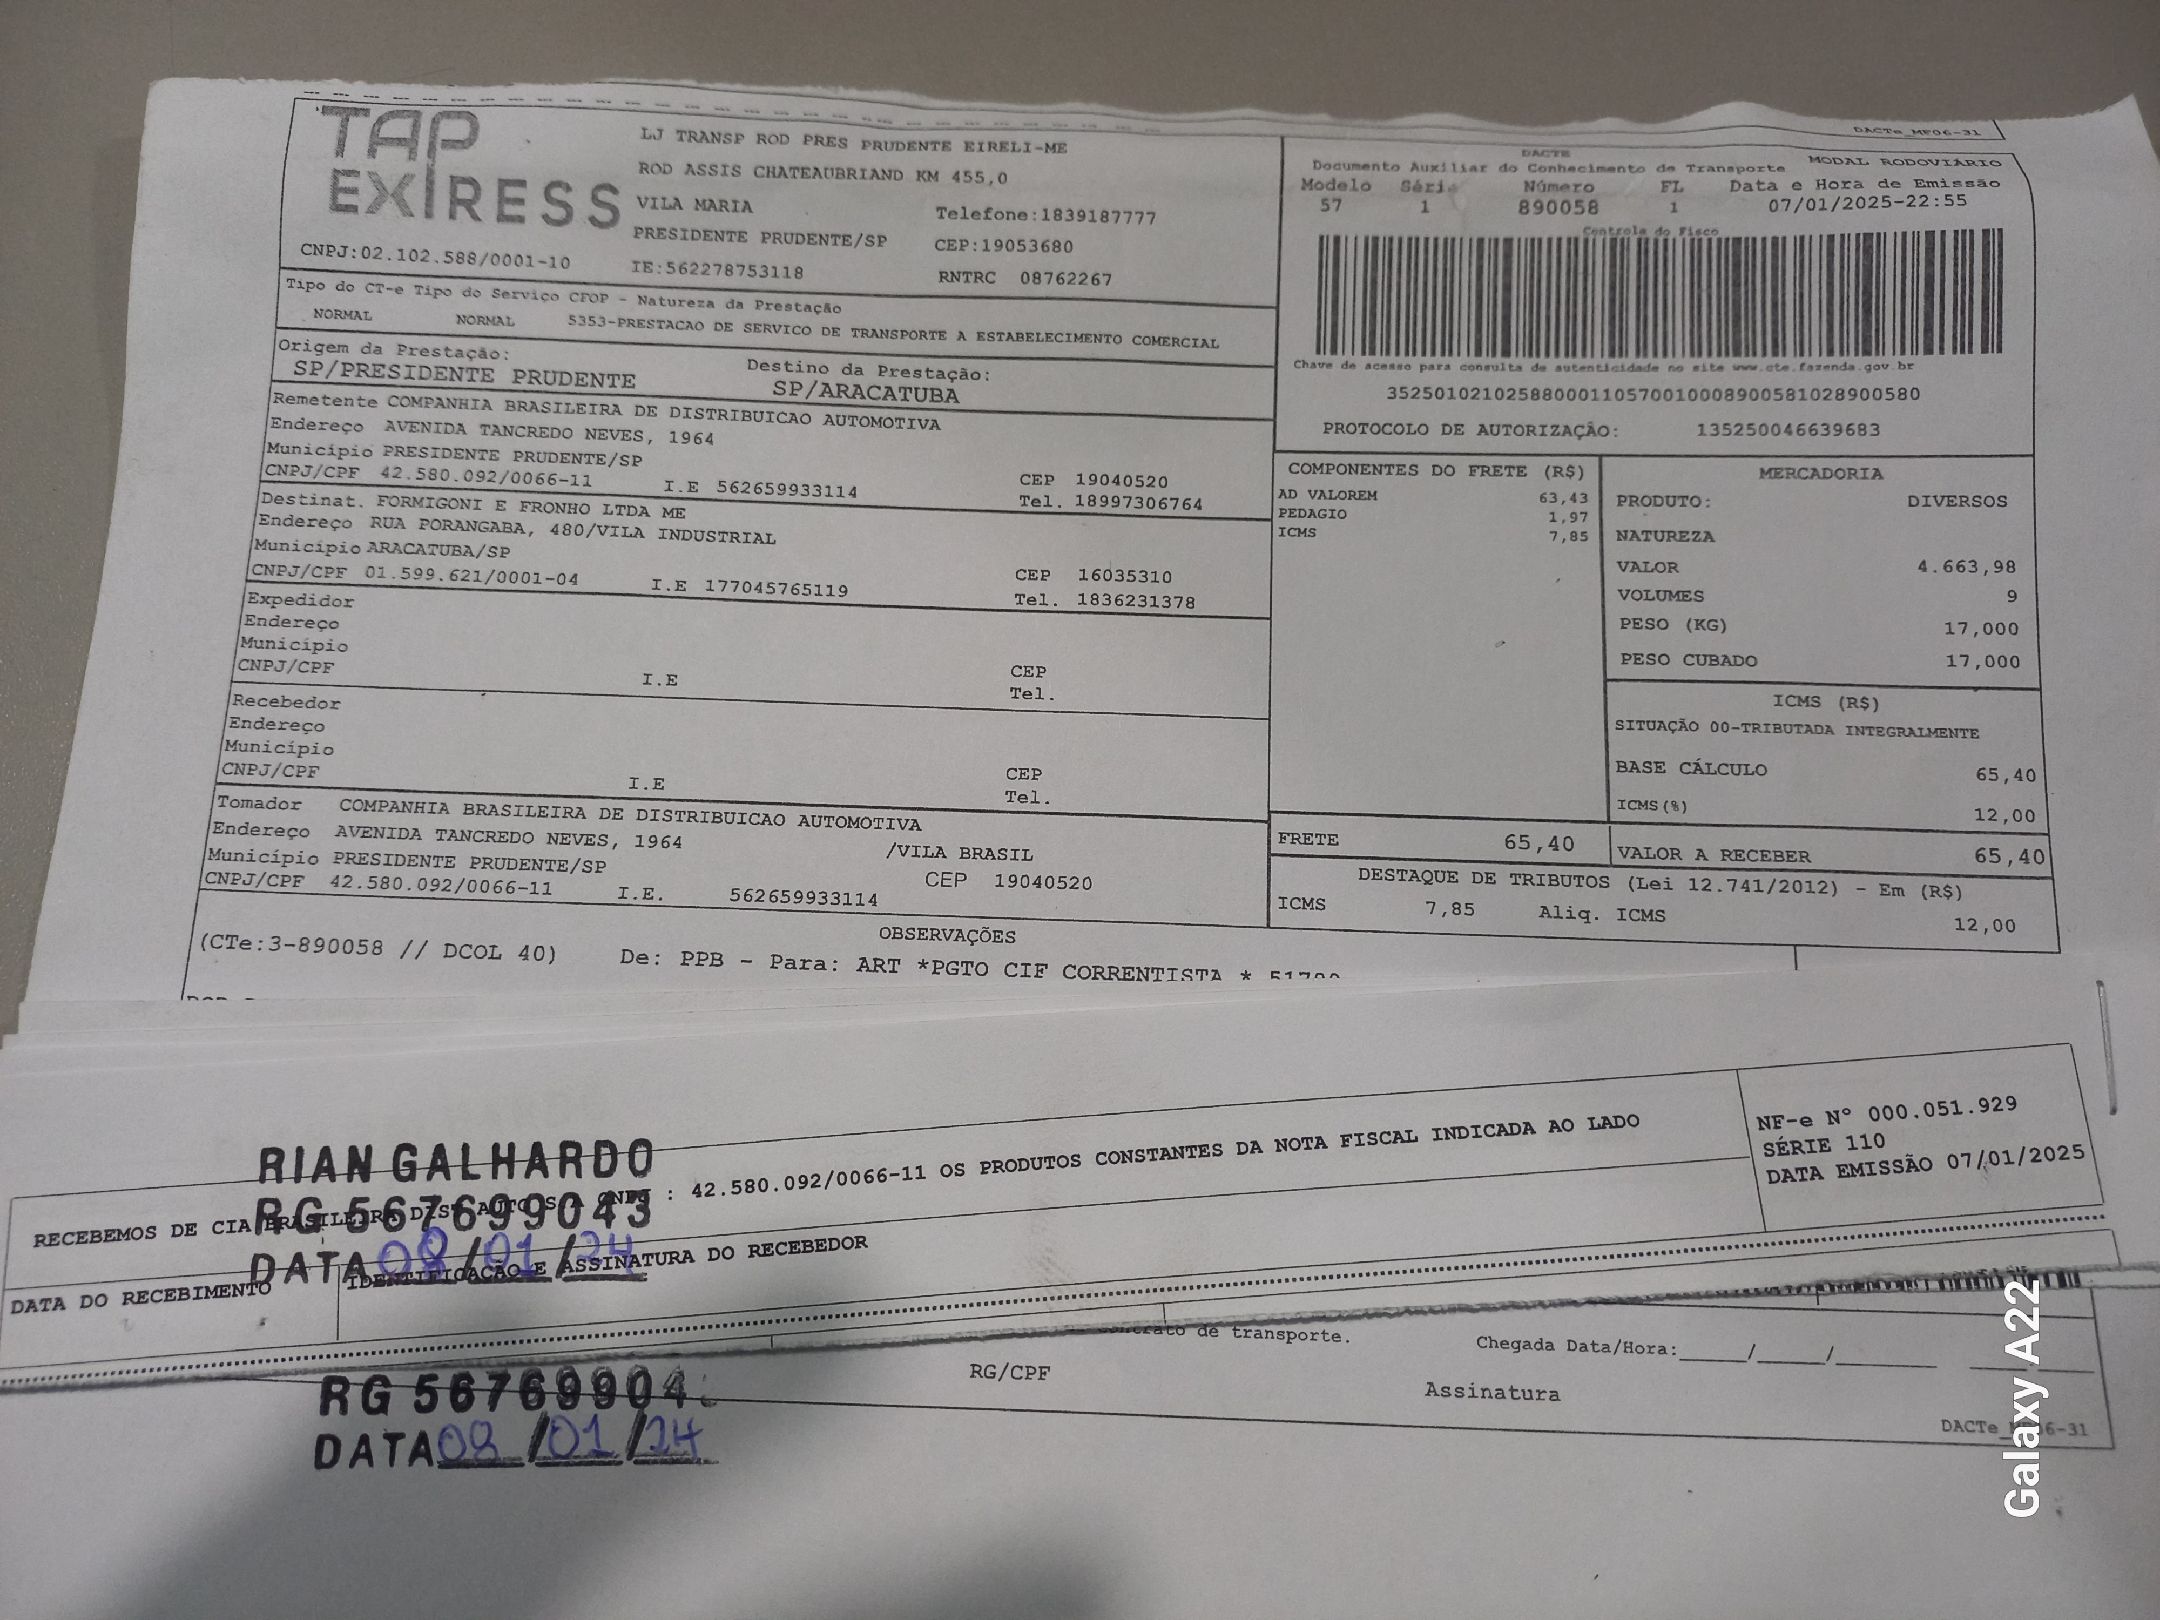 TAP
EXPRESS
CNPJ:02.102.588/0001-10
LJ TRANSP ROD PRES PRUDENTE EIRELI-ME
ROD ASSIS CHATEAUBRIAND KM 455,0
VILA MARIA
Telefone:1839187777
PRESIDENTE PRUDENTE/SP
CEP:19053680
IE:562278753118
RNTRC 08762267
DACTe_MF06-31
DACTE
Documento Auxiliar do Conhecimento de Transporte
MODAL RODOVIÁRIO
Modelo Série Número FL Data e Hora de Emissão
57 1 890058 1 07/01/2025-22:55
Controle do Fisco
Chave de acesso para consulta de autenticidade no site www.cte.fazenda.gov.br
35250102102588000110570010008900581028900580
PROTOCOLO DE AUTORIZAÇÃO: 135250046639683
Tipo do CT-e Tipo do Serviço CFOP - Natureza da Prestação
NORMAL NORMAL 5353-PRESTACAO DE SERVICO DE TRANSPORTE A ESTABELECIMENTO COMERCIAL
Origem da Prestação: Destino da Prestação:
SP/PRESIDENTE PRUDENTE SP/ARACATUBA
Remetente COMPANHIA BRASILEIRA DE DISTRIBUICAO AUTOMOTIVA
Endereço AVENIDA TANCREDO NEVES, 1964
Município PRESIDENTE PRUDENTE/SP CEP 19040520
CNPJ/CPF 42.580.092/0066-11 I.E 562659933114 Tel. 18997306764
Destinat. FORMIGONI E FRONHO LTDA ME
Endereço RUA PORANGABA, 480/VILA INDUSTRIAL
Município ARACATUBA/SP CEP 16035310
CNPJ/CPF 01.599.621/0001-04 I.E 177045765119 Tel. 1836231378
Expedidor
Endereço
Município CEP
CNPJ/CPF I.E Tel.
Recebedor
Endereço
Município CEP
CNPJ/CPF I.E Tel.
Tomador COMPANHIA BRASILEIRA DE DISTRIBUICAO AUTOMOTIVA
Endereço AVENIDA TANCREDO NEVES, 1964 /VILA BRASIL
Município PRESIDENTE PRUDENTE/SP CEP 19040520
CNPJ/CPF 42.580.092/0066-11 I.E. 562659933114
COMPONENTES DO FRETE (R$)
AD VALOREM 63,43
PEDAGIO 1,97
ICMS 7,85
MERCADORIA
PRODUTO: DIVERSOS
NATUREZA
VALOR 4.663,98
VOLUMES 9
PESO (KG) 17,000
PESO CUBADO 17,000
ICMS (R$)
SITUAÇÃO 00-TRIBUTADA INTEGRALMENTE
BASE CÁLCULO 65,40
ICMS(%) 12,00
FRETE 65,40 VALOR A RECEBER 65,40
DESTAQUE DE TRIBUTOS (Lei 12.741/2012) - Em (R$)
ICMS 7,85 Aliq. ICMS 12,00
OBSERVAÇÕES
(CTe:3-890058 // DCOL 40) De: PPB - Para: ART *PGTO CIF CORRENTISTA *
RECEBEMOS DE CIA BRASILEIRA DIST AUTO S A CNPJ : 42.580.092/0066-11 OS PRODUTOS CONSTANTES DA NOTA FISCAL INDICADA AO LADO
NF-e Nº 000.051.929
SÉRIE 110
DATA EMISSÃO 07/01/2025
RIAN GALHARDO
RG 567699043
DATA 08/01/24
DATA DO RECEBIMENTO IDENTIFICAÇÃO E ASSINATURA DO RECEBEDOR
contrato de transporte.
Chegada Data/Hora:_____/_____/_______
RG/CPF
Assinatura
RG 56769904
DATA 08/01/24
DACTe_MF06-31
Galaxy A22